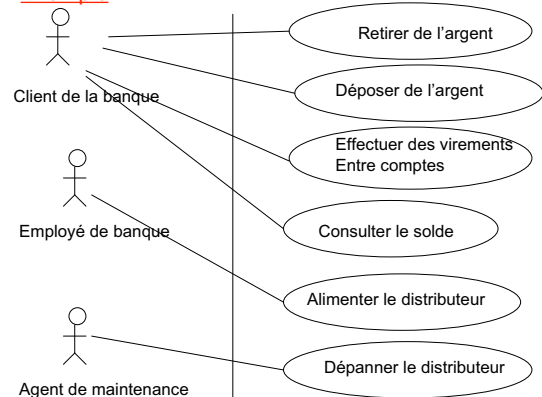 Retirer de l’argent
Client de la banque
Déposer de l’argent
Effectuer des virements
Entre comptes
Employé de banque
Consulter le solde
Alimenter le distributeur
Agent de maintenance
Dépanner le distributeur